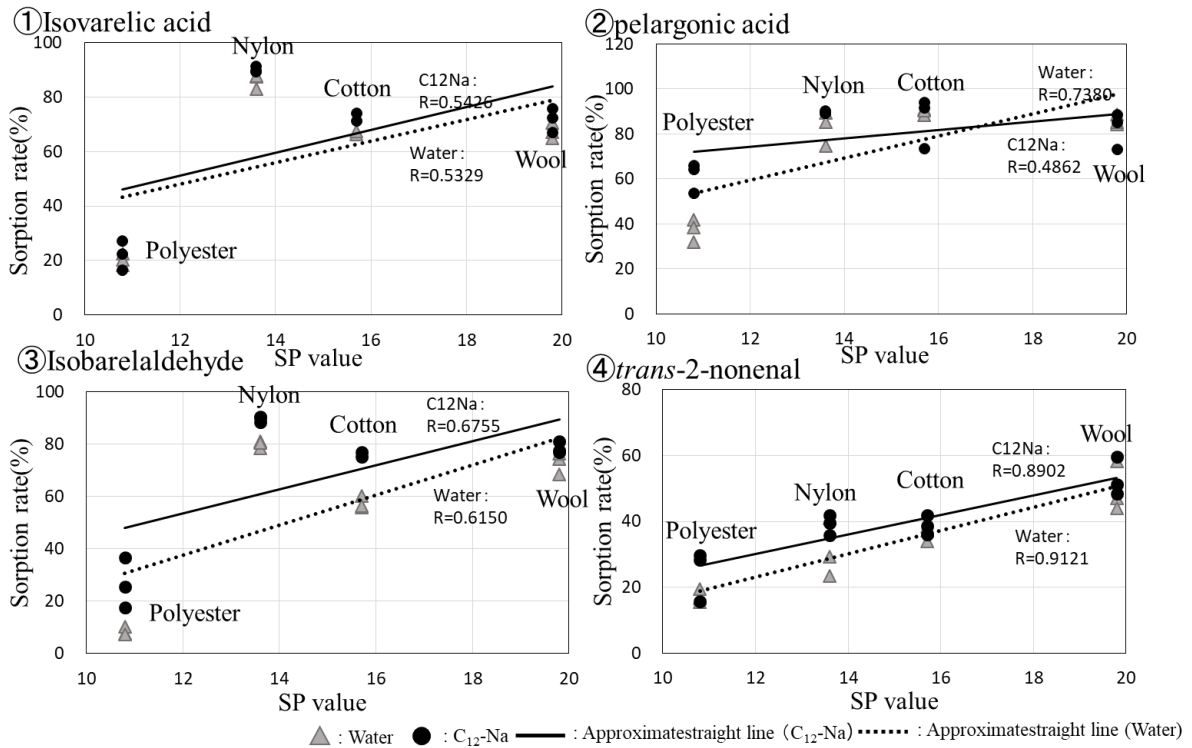 ①Isovarelic acid
Sorption rate(%)
100
80
60
40
20
0
10
12
14
16
18
20
SP value
Nylon
Cotton
Polyester
Wool
C12Na:
R=0.5426
Water:
R=0.5329
②pelargonic acid
Sorption rate(%)
120
100
80
60
40
20
0
10
12
14
16
18
20
SP value
Polyester
Nylon
Cotton
Wool
Water:
R=0.7380
C12Na:
R=0.4862
③Isobarelaldehyde
Sorption rate(%)
100
80
60
40
20
0
10
12
14
16
18
20
SP value
Nylon
Cotton
Polyester
Wool
C12Na:
R=0.6755
Water:
R=0.6150
④trans-2-nonenal
Sorption rate(%)
80
60
40
20
0
10
12
14
16
18
20
SP value
Polyester
Nylon
Cotton
Wool
C12Na:
R=0.8902
Water:
R=0.9121
: Water : C₁₂-Na : Approximatestraight line (C₁₂-Na) : Approximatestraight line (Water)